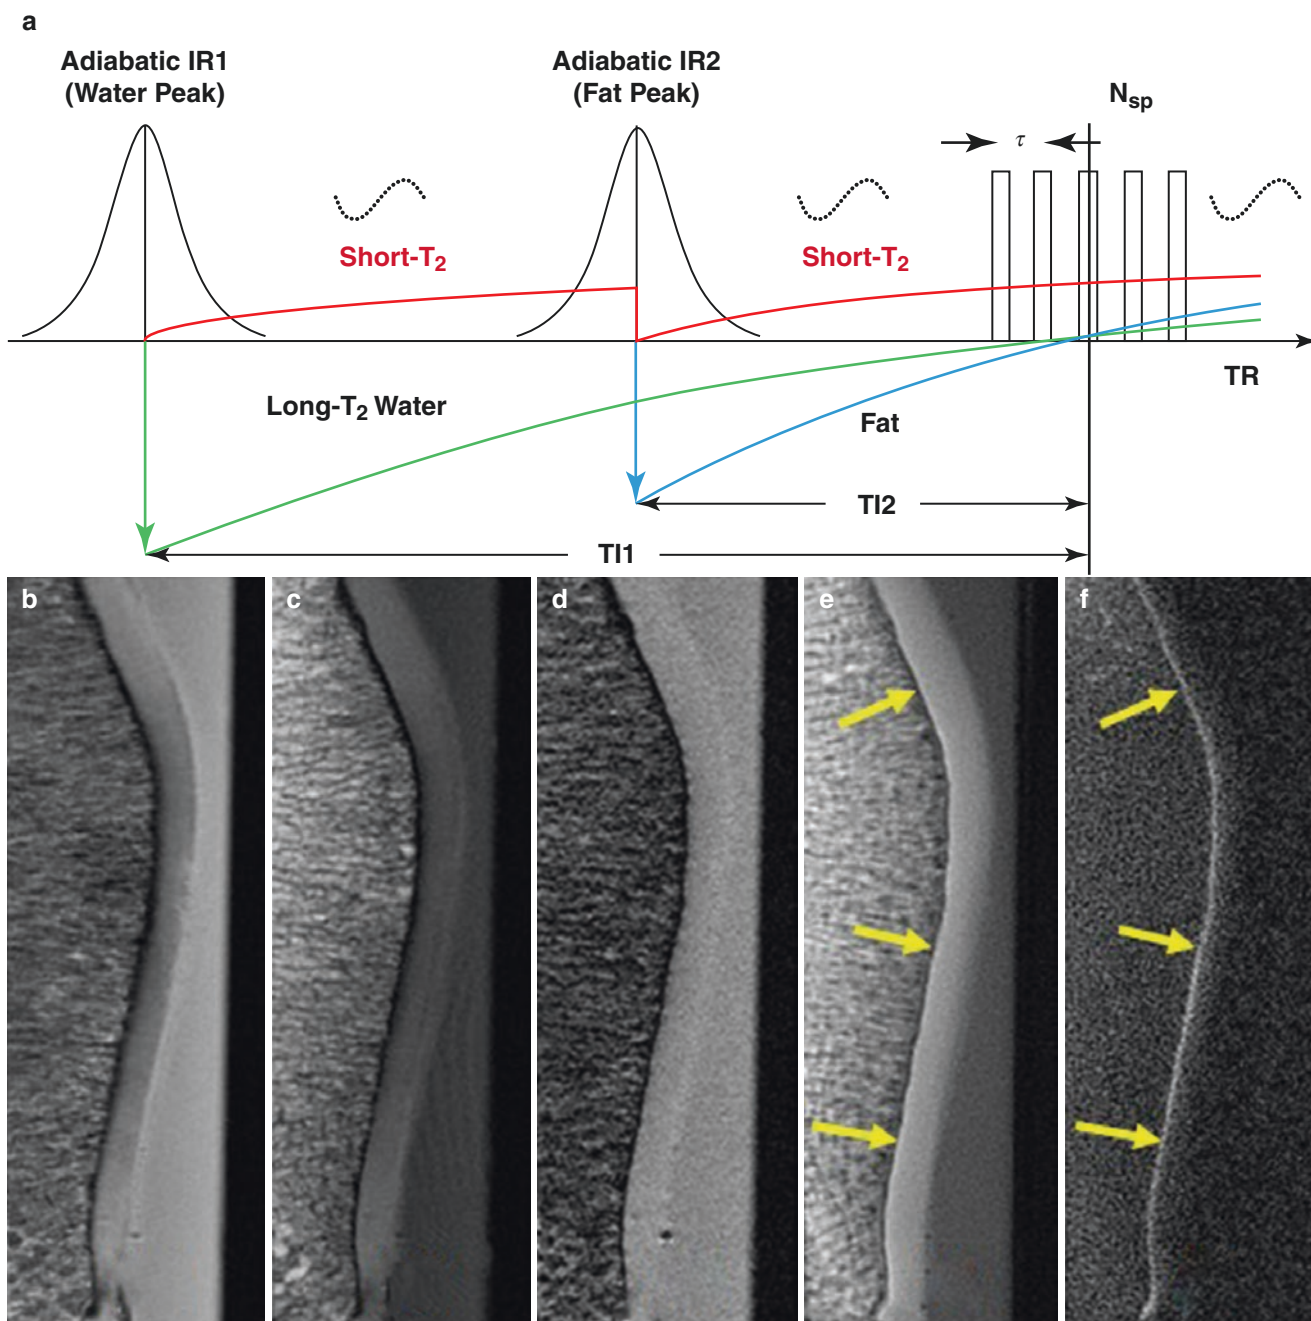 a
Adiabatic IR1
(Water Peak)
Adiabatic IR2
(Fat Peak)
Nsp
τ
Short-T2
Short-T2
TR
Long-T2 Water
Fat
TI2
TI1
b
c
d
e
f